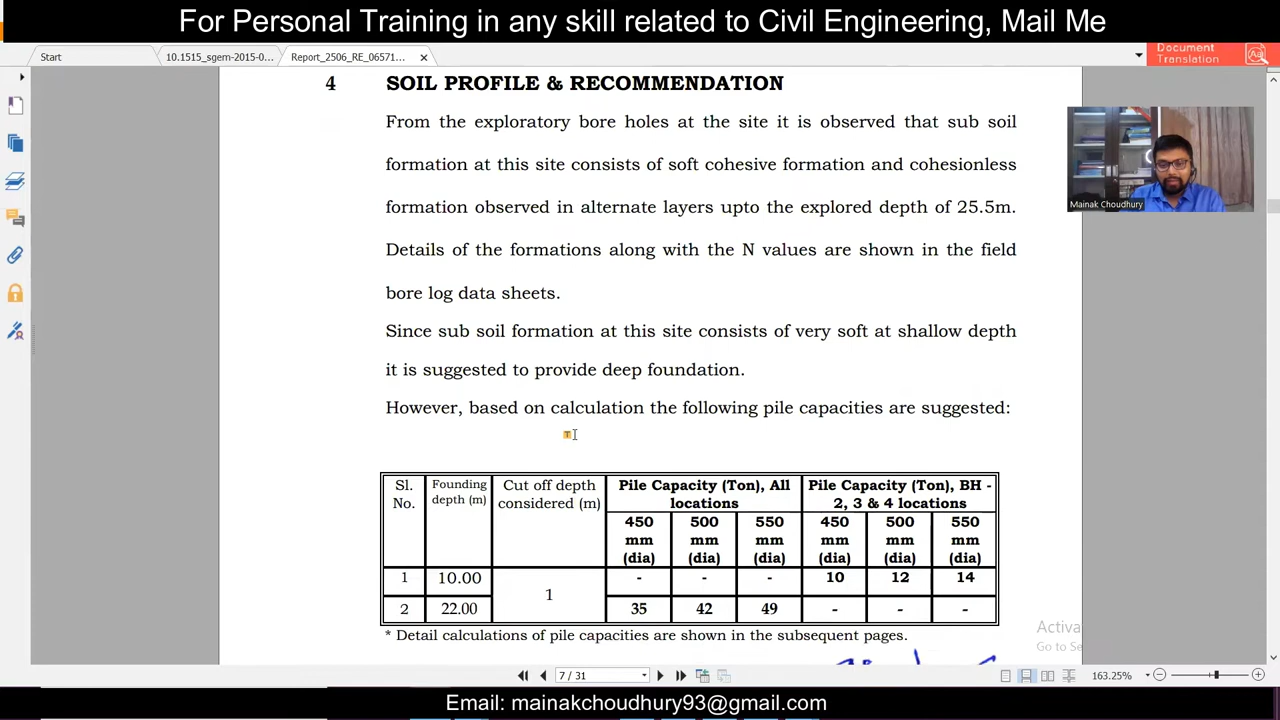 For Personal Training in any skill related to Civil Engineering, Mail Me
Start
10.1515_sgem-2015-0...
Report_2506_RE_06571...
Document
Translation
4 SOIL PROFILE & RECOMMENDATION
From the exploratory bore holes at the site it is observed that sub soil
formation at this site consists of soft cohesive formation and cohesionless
formation observed in alternate layers upto the explored depth of 25.5m.
Details of the formations along with the N values are shown in the field
bore log data sheets.
Since sub soil formation at this site consists of very soft at shallow depth
it is suggested to provide deep foundation.
However, based on calculation the following pile capacities are suggested:
Mainak Choudhury
Sl. No. Founding depth (m) Cut off depth considered (m) Pile Capacity (Ton), All locations Pile Capacity (Ton), BH - 2, 3 & 4 locations
450 mm (dia) 500 mm (dia) 550 mm (dia) 450 mm (dia) 500 mm (dia) 550 mm (dia)
1 10.00 1 - - - 10 12 14
2 22.00 35 42 49 - - -
* Detail calculations of pile capacities are shown in the subsequent pages.
Activa
Go to Se
7 / 31
163.25%
Email: mainakchoudhury93@gmail.com